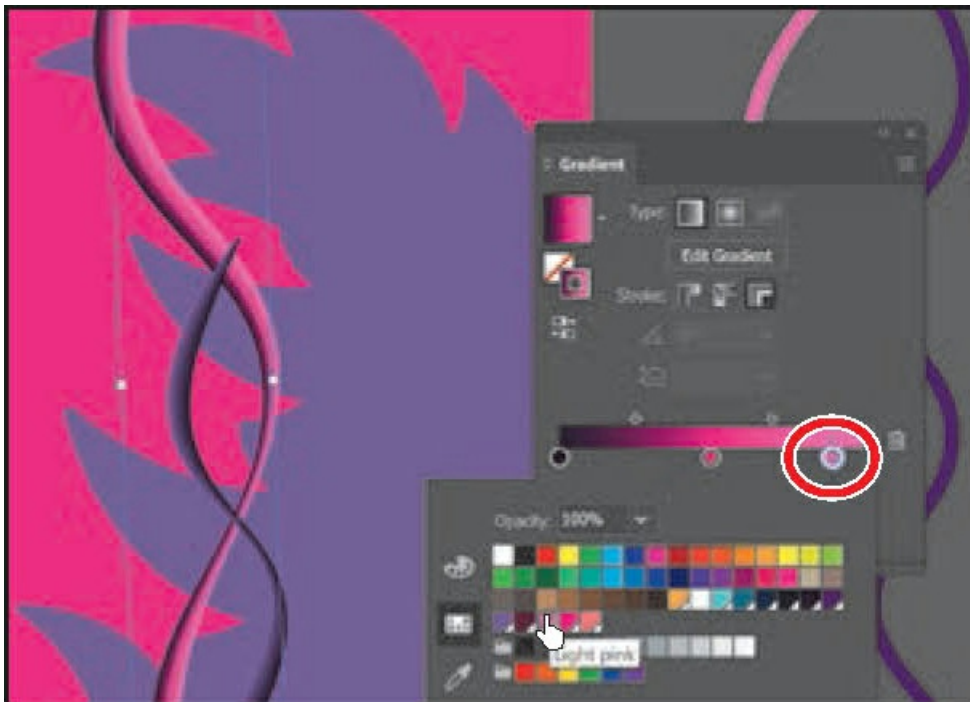 Gradient
Type:
Edit Gradient
Stroke:
Opacity: 100%
Light pink